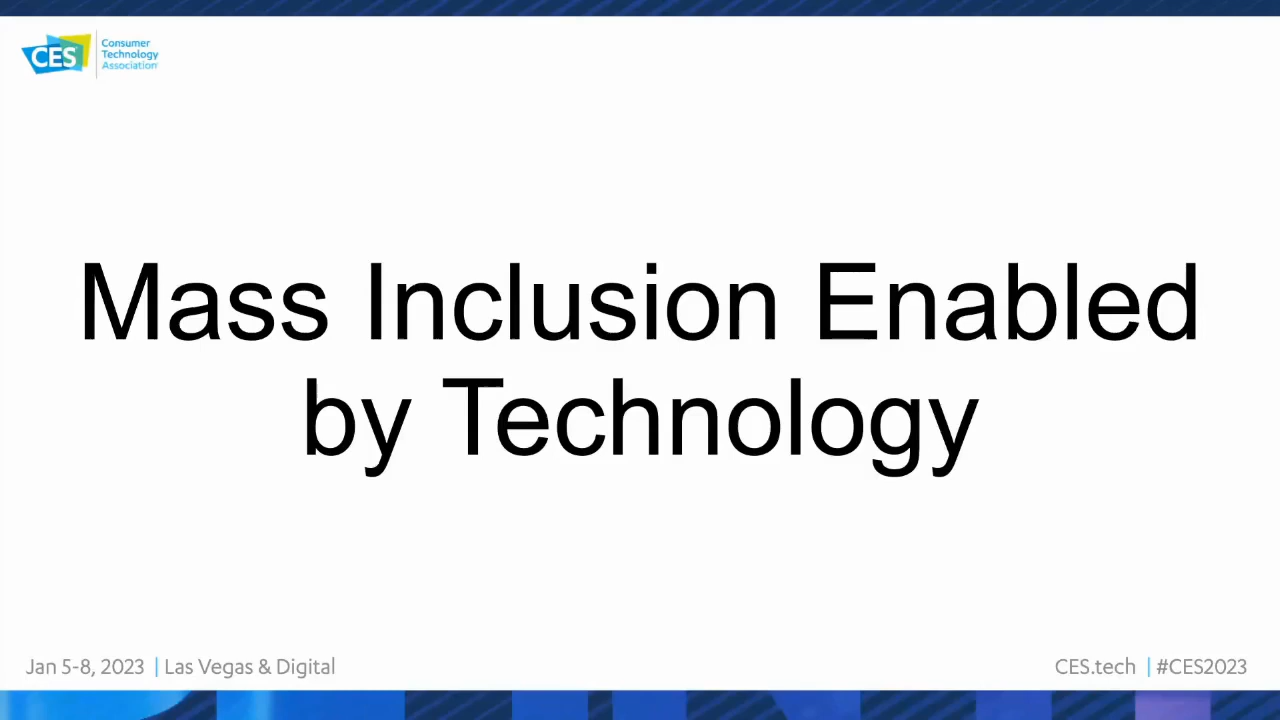 CES
Consumer
Technology
Association
Mass Inclusion Enabled
by Technology
Jan 5-8, 2023 | Las Vegas & Digital
CES.tech | #CES2023